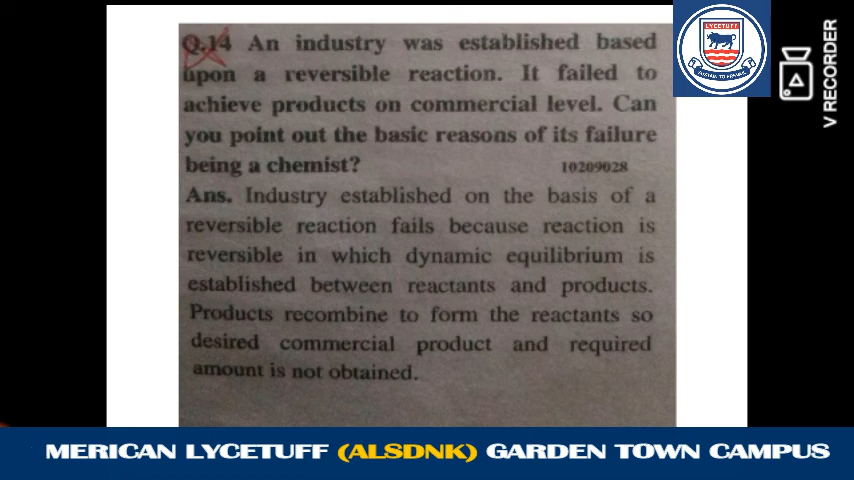 Q.14 An industry was established based
upon a reversible reaction. It failed to
achieve products on commercial level. Can
you point out the basic reasons of its failure
being a chemist? 10209028
Ans. Industry established on the basis of a
reversible reaction fails because reaction is
reversible in which dynamic equilibrium is
established between reactants and products.
Products recombine to form the reactants so
desired commercial product and required
amount is not obtained.
LYCETUFF
V RECORDER
MERICAN LYCETUFF (ALSDNK) GARDEN TOWN CAMPUS